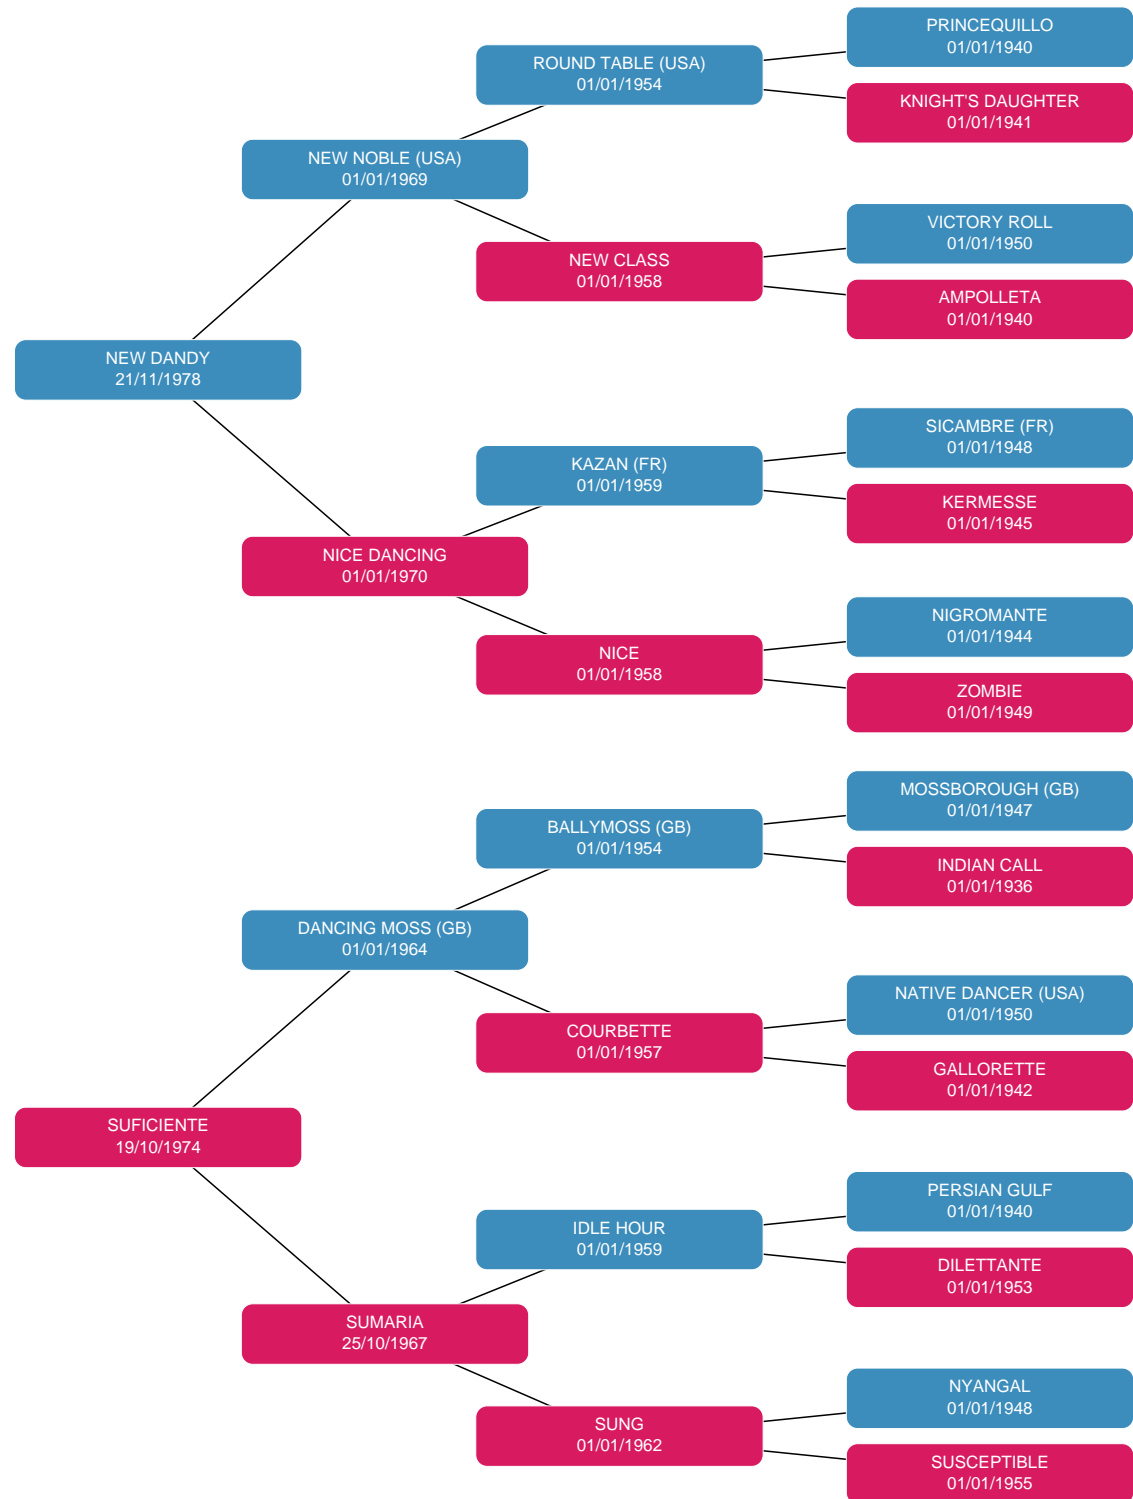 PRINCEQUILLO
01/01/1940
ROUND TABLE (USA)
01/01/1954
KNIGHT'S DAUGHTER
01/01/1941
NEW NOBLE (USA)
01/01/1969
VICTORY ROLL
01/01/1950
NEW CLASS
01/01/1958
AMPOLLETA
01/01/1940
NEW DANDY
21/11/1978
SICAMBRE (FR)
01/01/1948
KAZAN (FR)
01/01/1959
KERMESSE
01/01/1945
NICE DANCING
01/01/1970
NIGROMANTE
01/01/1944
NICE
01/01/1958
ZOMBIE
01/01/1949
MOSSBOROUGH (GB)
01/01/1947
BALLYMOSS (GB)
01/01/1954
INDIAN CALL
01/01/1936
DANCING MOSS (GB)
01/01/1964
NATIVE DANCER (USA)
01/01/1950
COURBETTE
01/01/1957
GALLORETTE
01/01/1942
SUFICIENTE
19/10/1974
PERSIAN GULF
01/01/1940
IDLE HOUR
01/01/1959
DILETTANTE
01/01/1953
SUMARIA
25/10/1967
NYANGAL
01/01/1948
SUNG
01/01/1962
SUSCEPTIBLE
01/01/1955